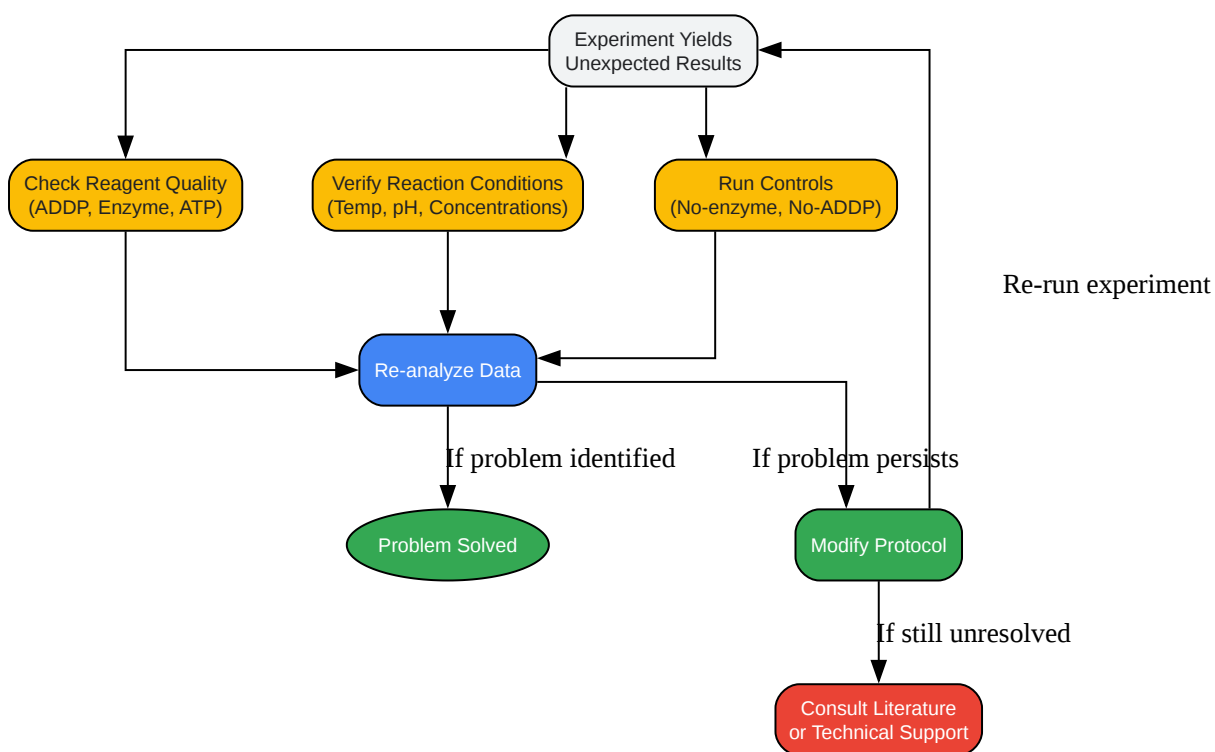 Experiment Yields
Unexpected Results
Check Reagent Quality
(ADDP, Enzyme, ATP)
Verify Reaction Conditions
(Temp, pH, Concentrations)
Run Controls
(No-enzyme, No-ADDP)
Re-run experiment
Re-analyze Data
If problem identified
If problem persists
Problem Solved
Modify Protocol
If still unresolved
Consult Literature
or Technical Support